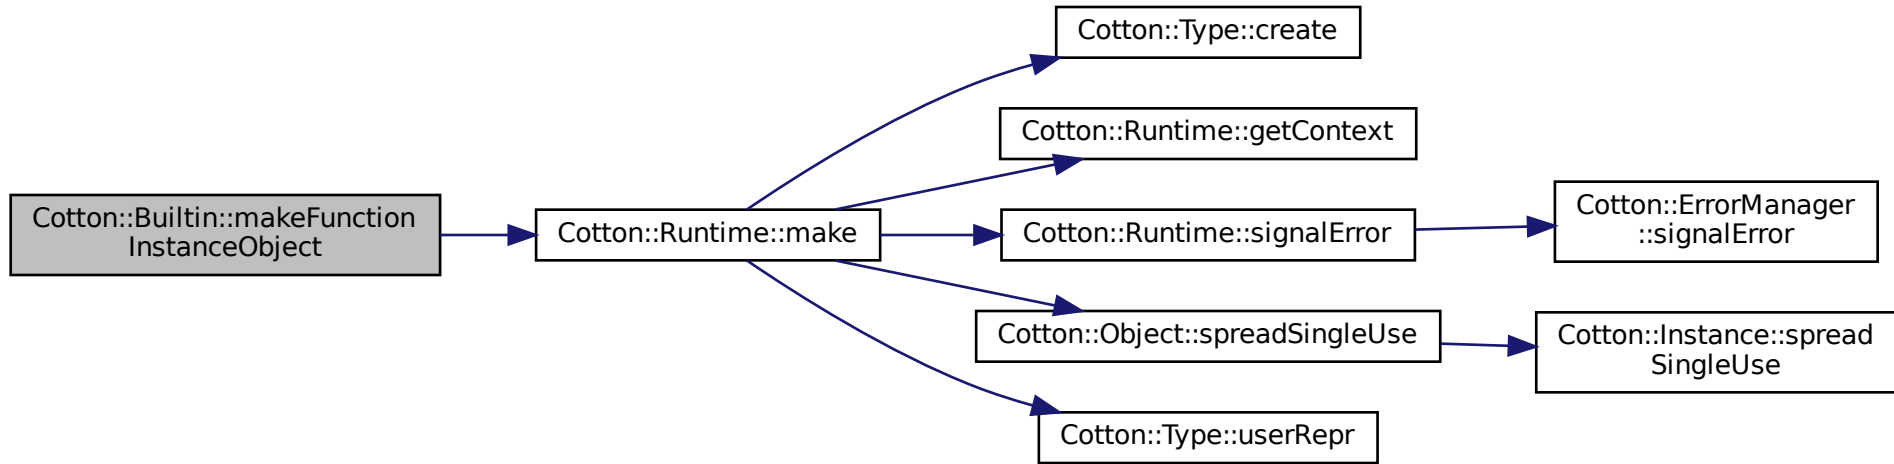 Cotton::Builtin::makeFunction
InstanceObject
Cotton::Runtime::make
Cotton::Type::create
Cotton::Runtime::getContext
Cotton::Runtime::signalError
Cotton::ErrorManager
::signalError
Cotton::Object::spreadSingleUse
Cotton::Instance::spread
SingleUse
Cotton::Type::userRepr